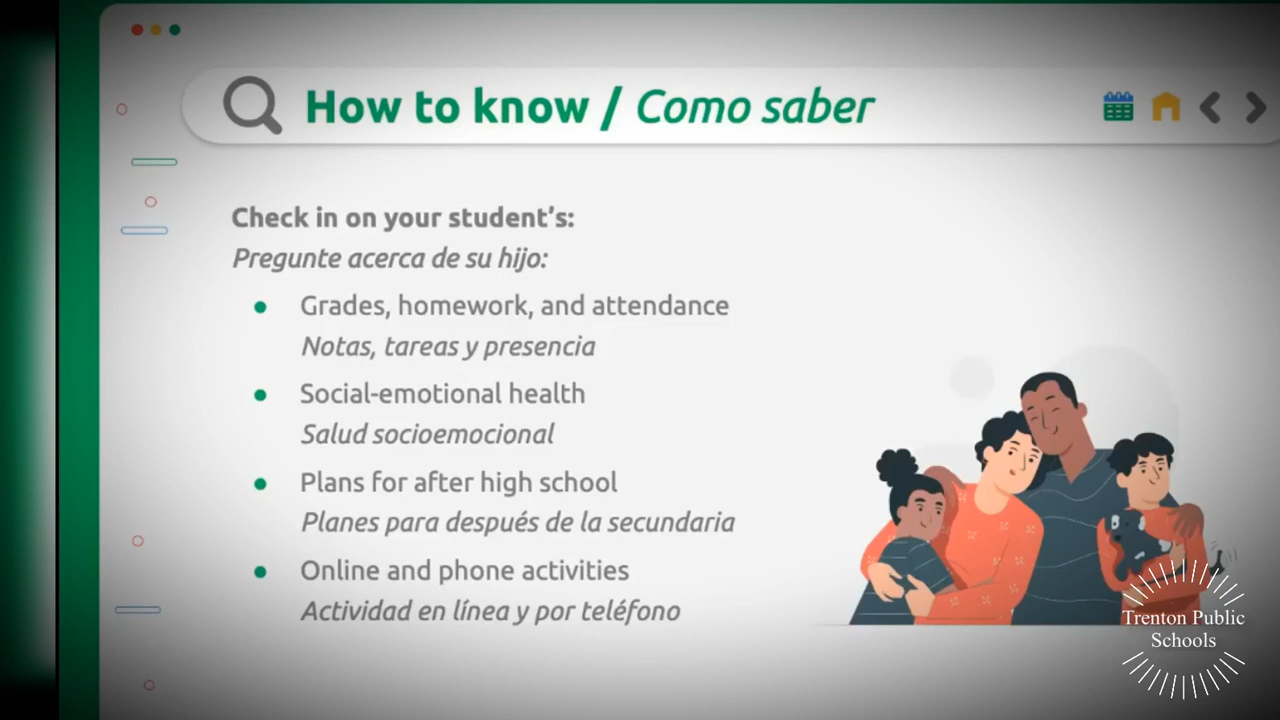 How to know / Como saber
Check in on your student's:
Pregunte acerca de su hijo:
Grades, homework, and attendance
Notas, tareas y presencia
Social-emotional health
Salud socioemocional
Plans for after high school
Planes para después de la secundaria
Online and phone activities
Actividad en línea y por teléfono
Trenton Public
Schools